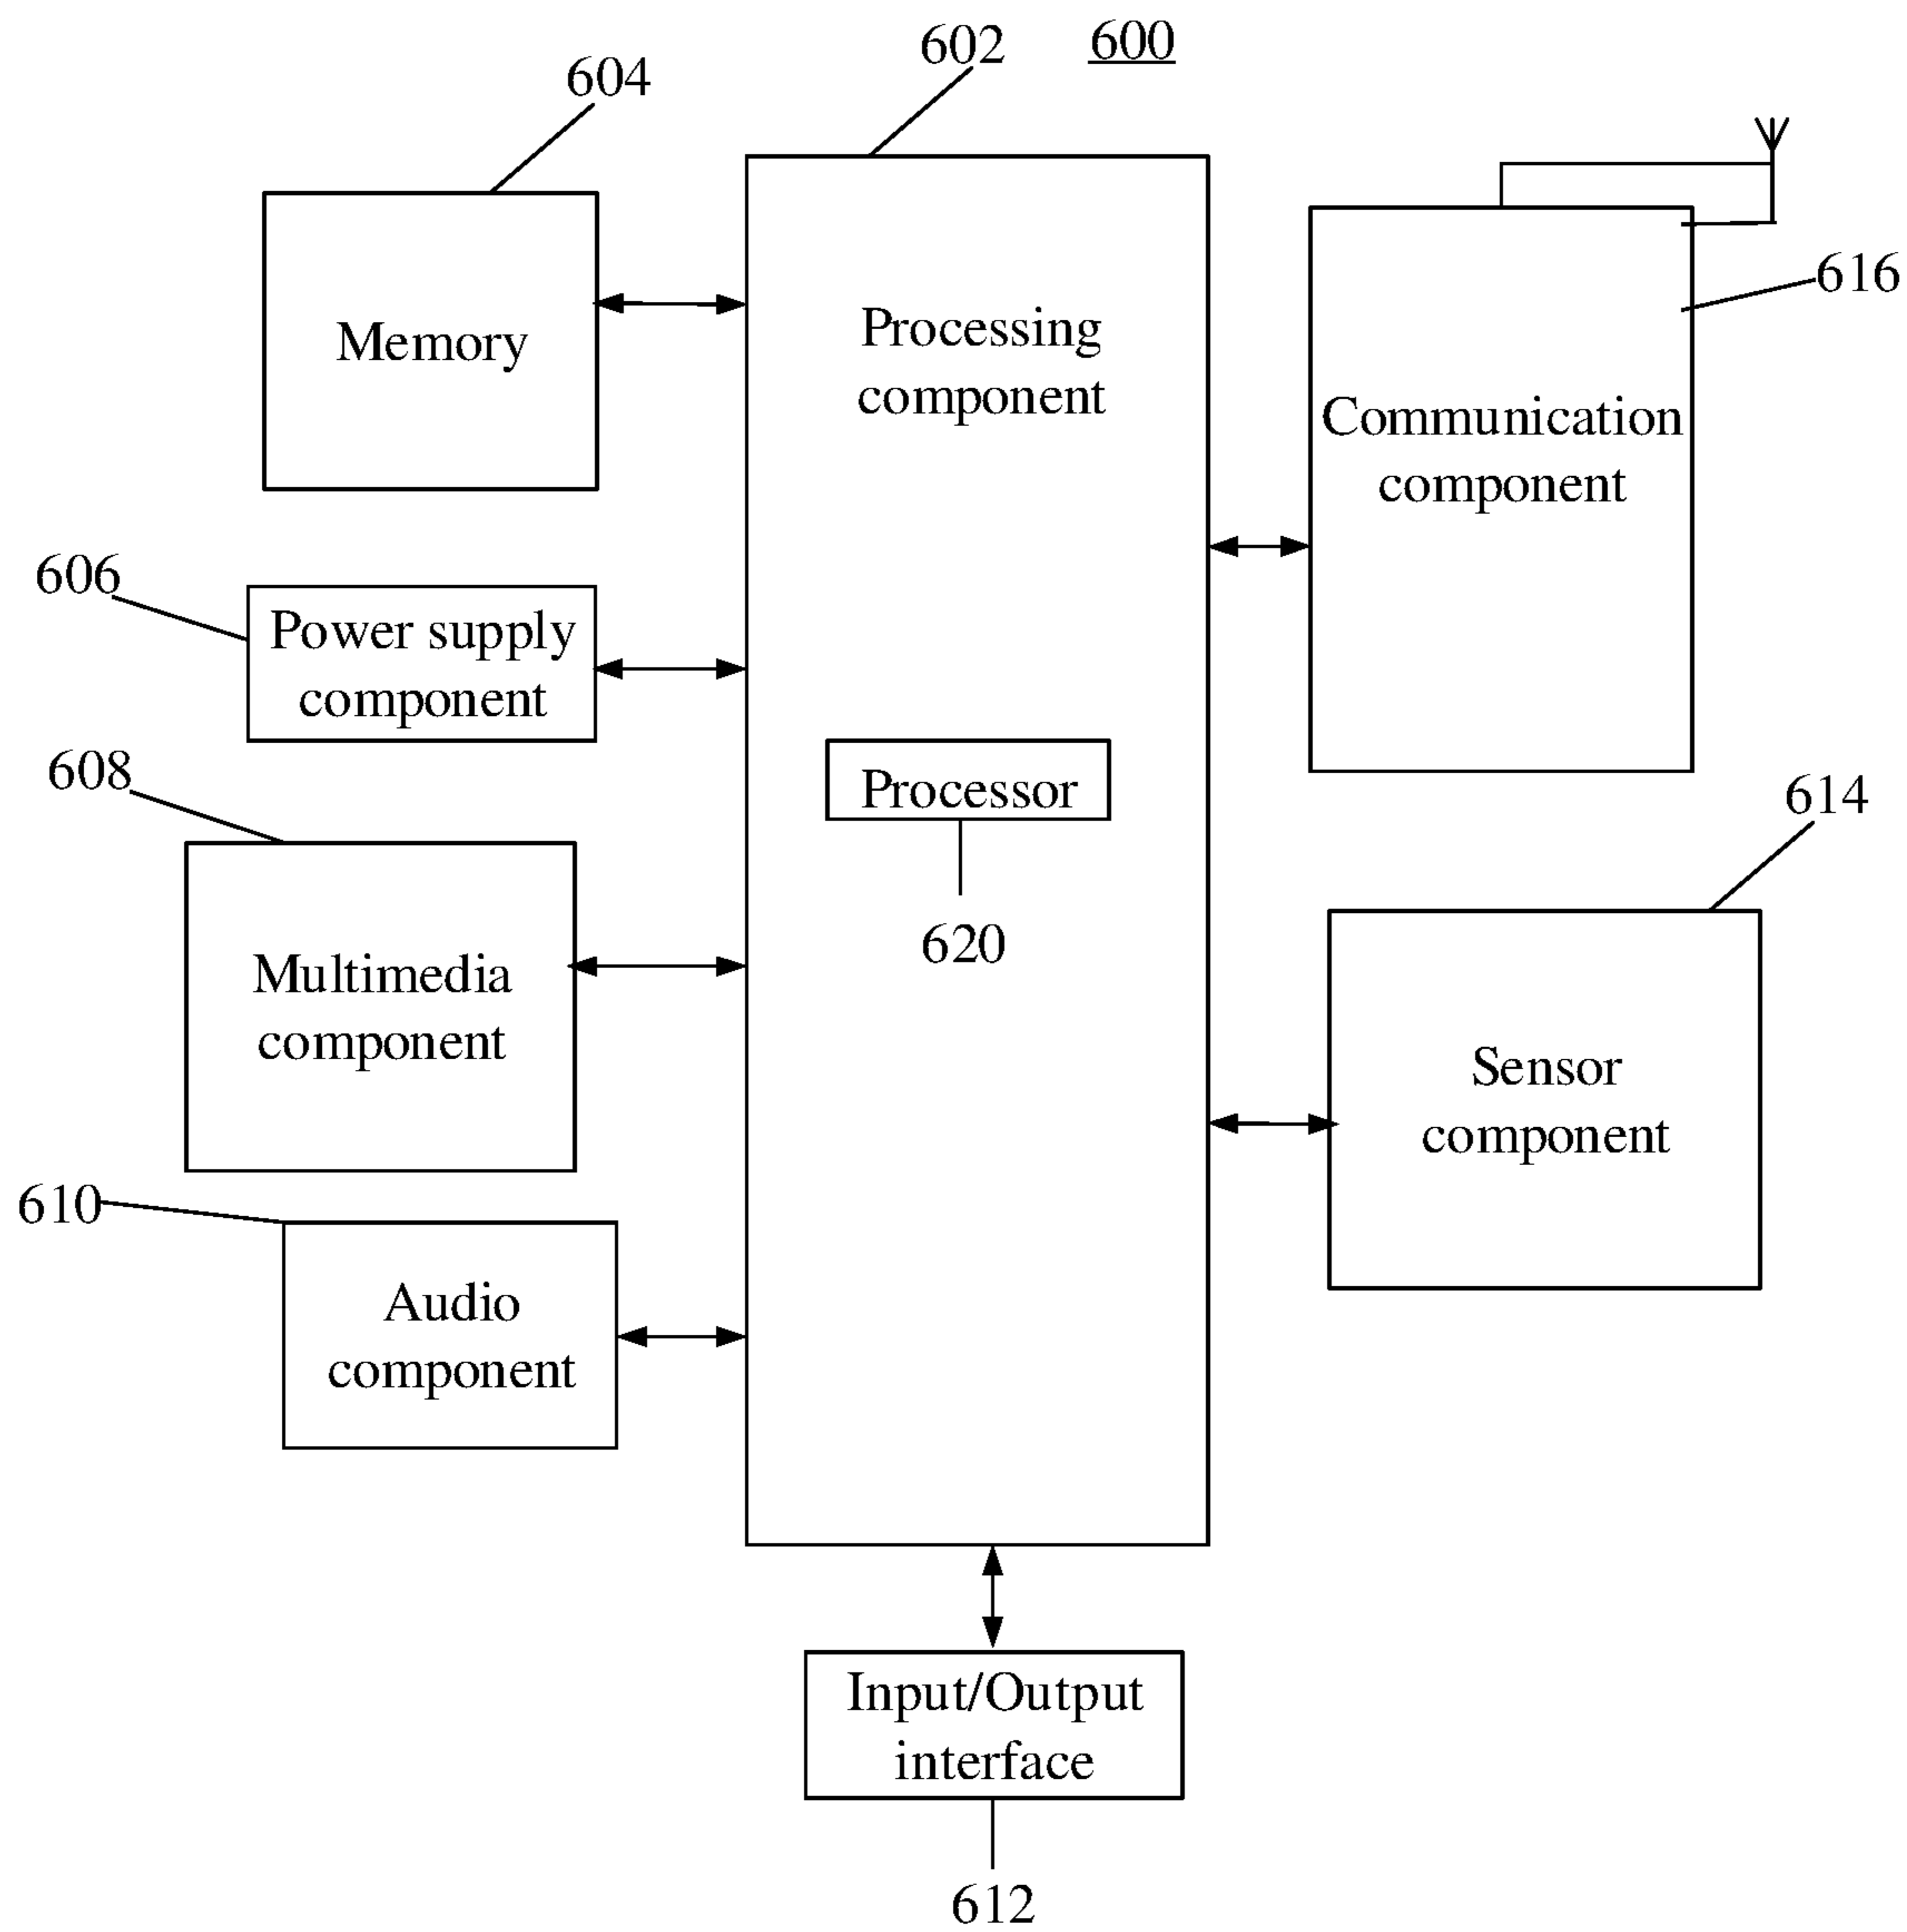 600
602
604
Memory
Processing
component
616
Communication
component
606
Power supply
component
608
Processor
620
614
Multimedia
component
Sensor
component
610
Audio
component
Input/Output
interface
612